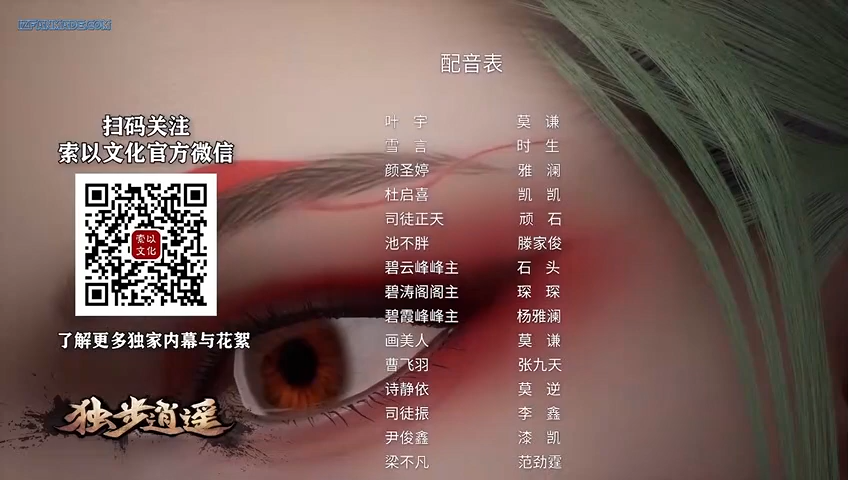 配音表
扫码关注
索以文化官方微信
索以
文化
了解更多独家内幕与花絮
独步逍遥
叶 宇 莫 谦
雪 言 时 生
颜圣婷 雅 澜
杜启喜 凯 凯
司徒正天 顽 石
池不胖 滕家俊
碧云峰峰主 石 头
碧涛阁阁主 琛 琛
碧霞峰峰主 杨雅澜
画美人 莫 谦
曹飞羽 张九天
诗静依 莫 逆
司徒振 李 鑫
尹俊鑫 漆 凯
梁不凡 范劲霆